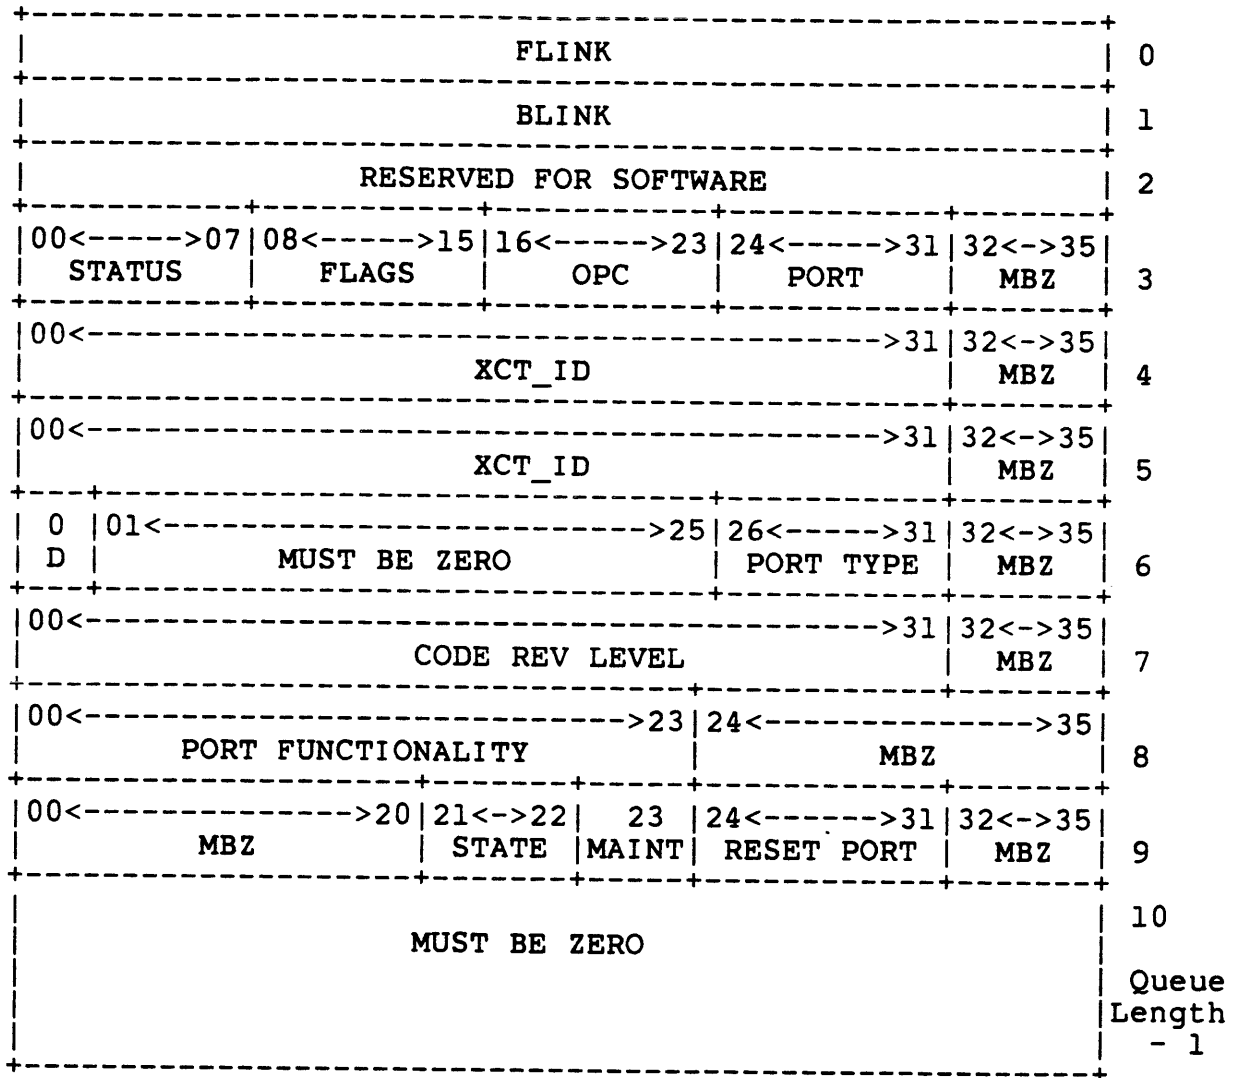 +----------------------------------------------------------+
| FLINK | 0
+----------------------------------------------------------+
| BLINK | 1
+----------------------------------------------------------+
| RESERVED FOR SOFTWARE | 2
+------------+------------+------------+------------+--------+
|00<----->07|08<----->15|16<----->23|24<----->31|32<->35|
| STATUS | FLAGS | OPC | PORT | MBZ | 3
+------------+------------+------------+------------+--------+
|00<------------------------------------------>31|32<->35|
| XCT_ID | MBZ | 4
+-------------------------------------------------+--------+
|00<------------------------------------------>31|32<->35|
| XCT_ID | MBZ | 5
+----+--------------------------------+------------+--------+
| 0 |01<------------------------->25|26<----->31|32<->35|
| D | MUST BE ZERO | PORT TYPE | MBZ | 6
+----+--------------------------------+------------+--------+
|00<------------------------------------------>31|32<->35|
| CODE REV LEVEL | MBZ | 7
+-----------------------------------+-------------+--------+
|00<---------------------------->23|24<-------------->35|
| PORT FUNCTIONALITY | MBZ | 8
+---------------------+-------+------+-------------+--------+
|00<-------------->20|21<->22| 23 |24<------>31|32<->35|
| MBZ | STATE |MAINT| RESET PORT | MBZ | 9
+---------------------+-------+------+-------------+--------+
| | 10
| MUST BE ZERO |
| | Queue
| |Length
| | - 1
+----------------------------------------------------------+